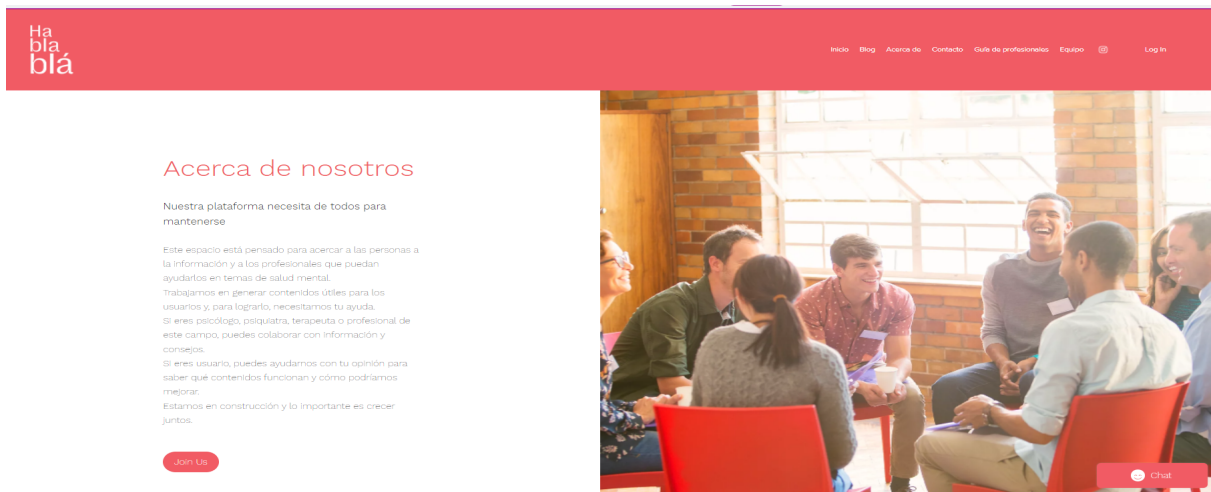 Ha
bla
blá
Inicio Blog Acerca de Contacto Guía de profesionales Equipo Log In
Acerca de nosotros
Nuestra plataforma necesita de todos para
mantenerse
Este espacio está pensado para acercar a las personas a
la información y a los profesionales que puedan
ayudarlos en temas de salud mental.
Trabajamos en generar contenidos útiles para los
usuarios y, para lograrlo, necesitamos tu ayuda.
Si eres psicólogo, psiquiatra, terapeuta o profesional de
este campo, puedes colaborar con información y
consejos.
Si eres usuario, puedes ayudarnos con tu opinión para
saber qué contenidos funcionan y cómo podríamos
mejorar.
Estamos en construcción y lo importante es crecer
juntos.
Join Us
Chat